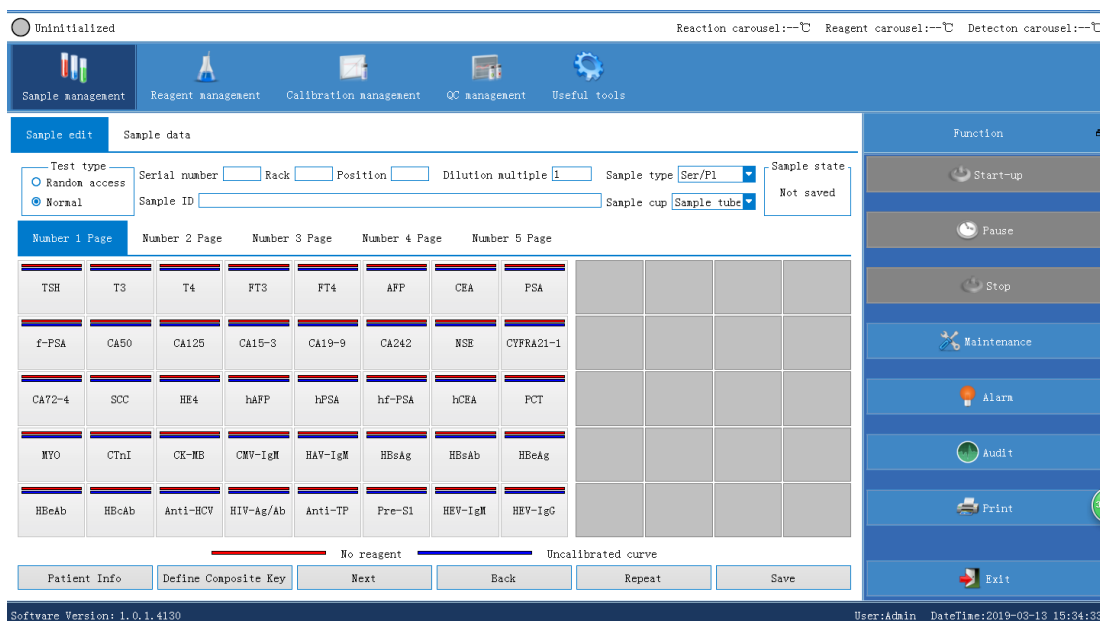 Uninitialized Reaction carousel:--℃ Reagent carousel:--℃ Detecton carousel:--℃
Sample management Reagent management Calibration management QC management Useful tools
Sample edit Sample data Function
Test type
Random access
Normal
Serial number Rack Position Dilution multiple 1 Sample type Ser/Pl
Sample ID Sample cup Sample tube
Sample state
Not saved
Number 1 Page Number 2 Page Number 3 Page Number 4 Page Number 5 Page
TSH T3 T4 FT3 FT4 AFP CEA PSA
f-PSA CA50 CA125 CA15-3 CA19-9 CA242 NSE CYFRA21-1
CA72-4 SCC HE4 hAFP hPSA hf-PSA hCEA PCT
MYO CTnI CK-MB CMV-IgM HAV-IgM HBsAg HBsAb HBeAg
HBeAb HBcAb Anti-HCV HIV-Ag/Ab Anti-TP Pre-S1 HEV-IgM HEV-IgG
No reagent Uncalibrated curve
Patient Info Define Composite Key Next Back Repeat Save
Start-up
Pause
Stop
Maintenance
Alarm
Audit
Print
Exit
Software Version: 1.0.1.4130 User:Admin DateTime:2019-03-13 15:34:33